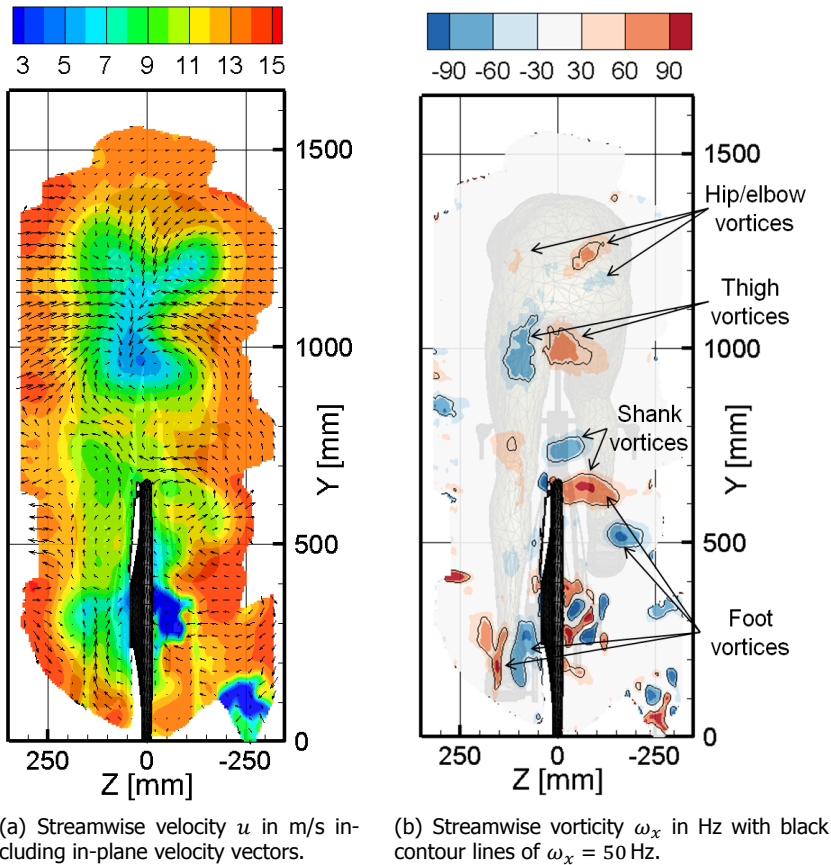 3 5 7 9 11 13 15
1500
1000
500
0
Y [mm]
250 0 -250
Z [mm]
(a) Streamwise velocity u in m/s in-
cluding in-plane velocity vectors.
-90 -60 -30 30 60 90
1500
1000
500
0
Y [mm]
Hip/elbow
vortices
Thigh
vortices
Shank
vortices
Foot
vortices
250 0 -250
Z [mm]
(b) Streamwise vorticity ωx in Hz with black
contour lines of ωx = 50 Hz.